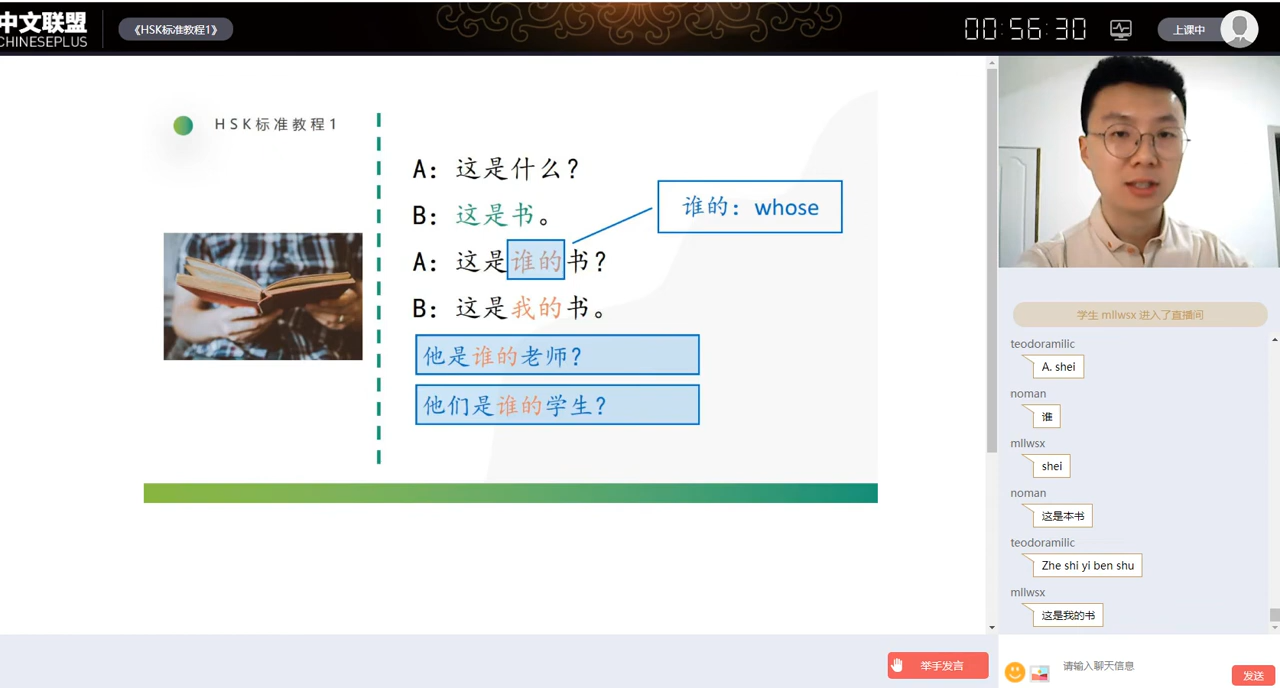 中文联盟
CHINESEPLUS
《HSK标准教程1》
00:56:30
上课中
HSK标准教程1
A：这是什么？
B：这是书。
谁的：whose
A：这是谁的书？
B：这是我的书。
他是谁的老师？
他们是谁的学生？
学生 mllwsx 进入了直播间
teodoramilic
A. shei
noman
谁
mllwsx
shei
noman
这是本书
teodoramilic
Zhe shi yi ben shu
mllwsx
这是我的书
举手发言
请输入聊天信息
发送